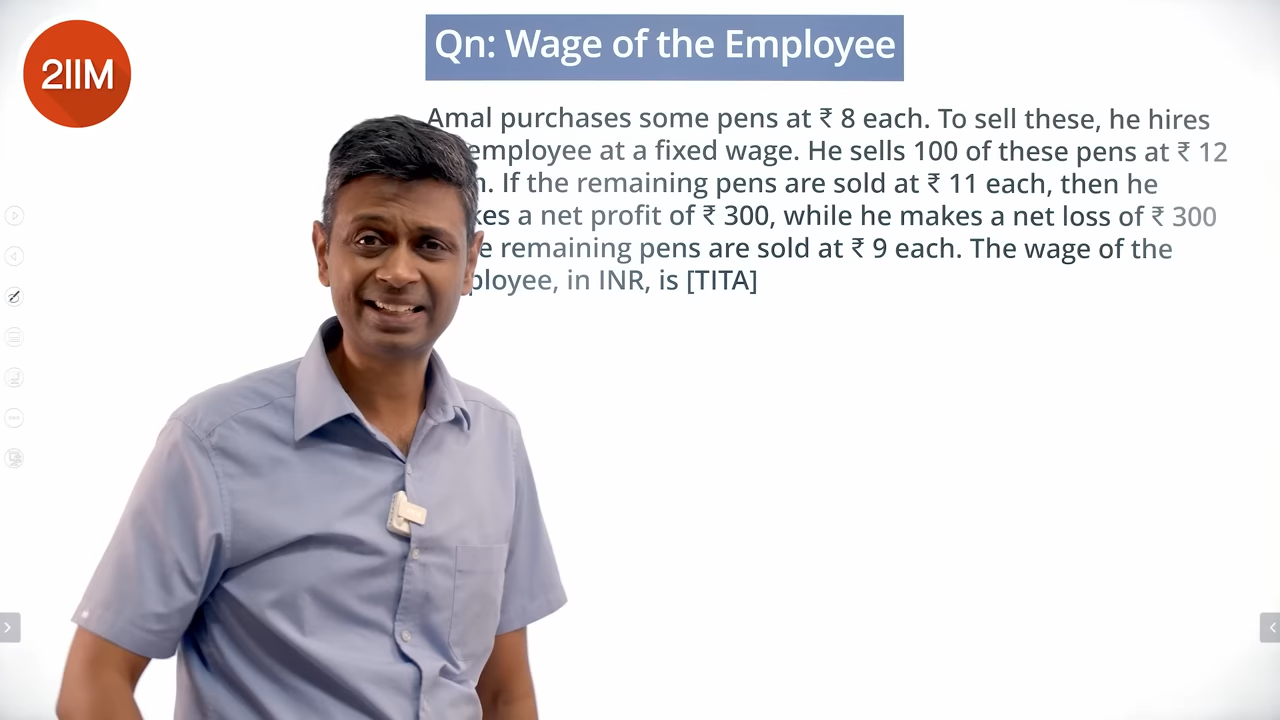 2IIM
Qn: Wage of the Employee
Amal purchases some pens at ₹ 8 each. To sell these, he hires
employee at a fixed wage. He sells 100 of these pens at ₹ 12
If the remaining pens are sold at ₹ 11 each, then he
a net profit of ₹ 300, while he makes a net loss of ₹ 300
remaining pens are sold at ₹ 9 each. The wage of the
in INR, is [TITA]